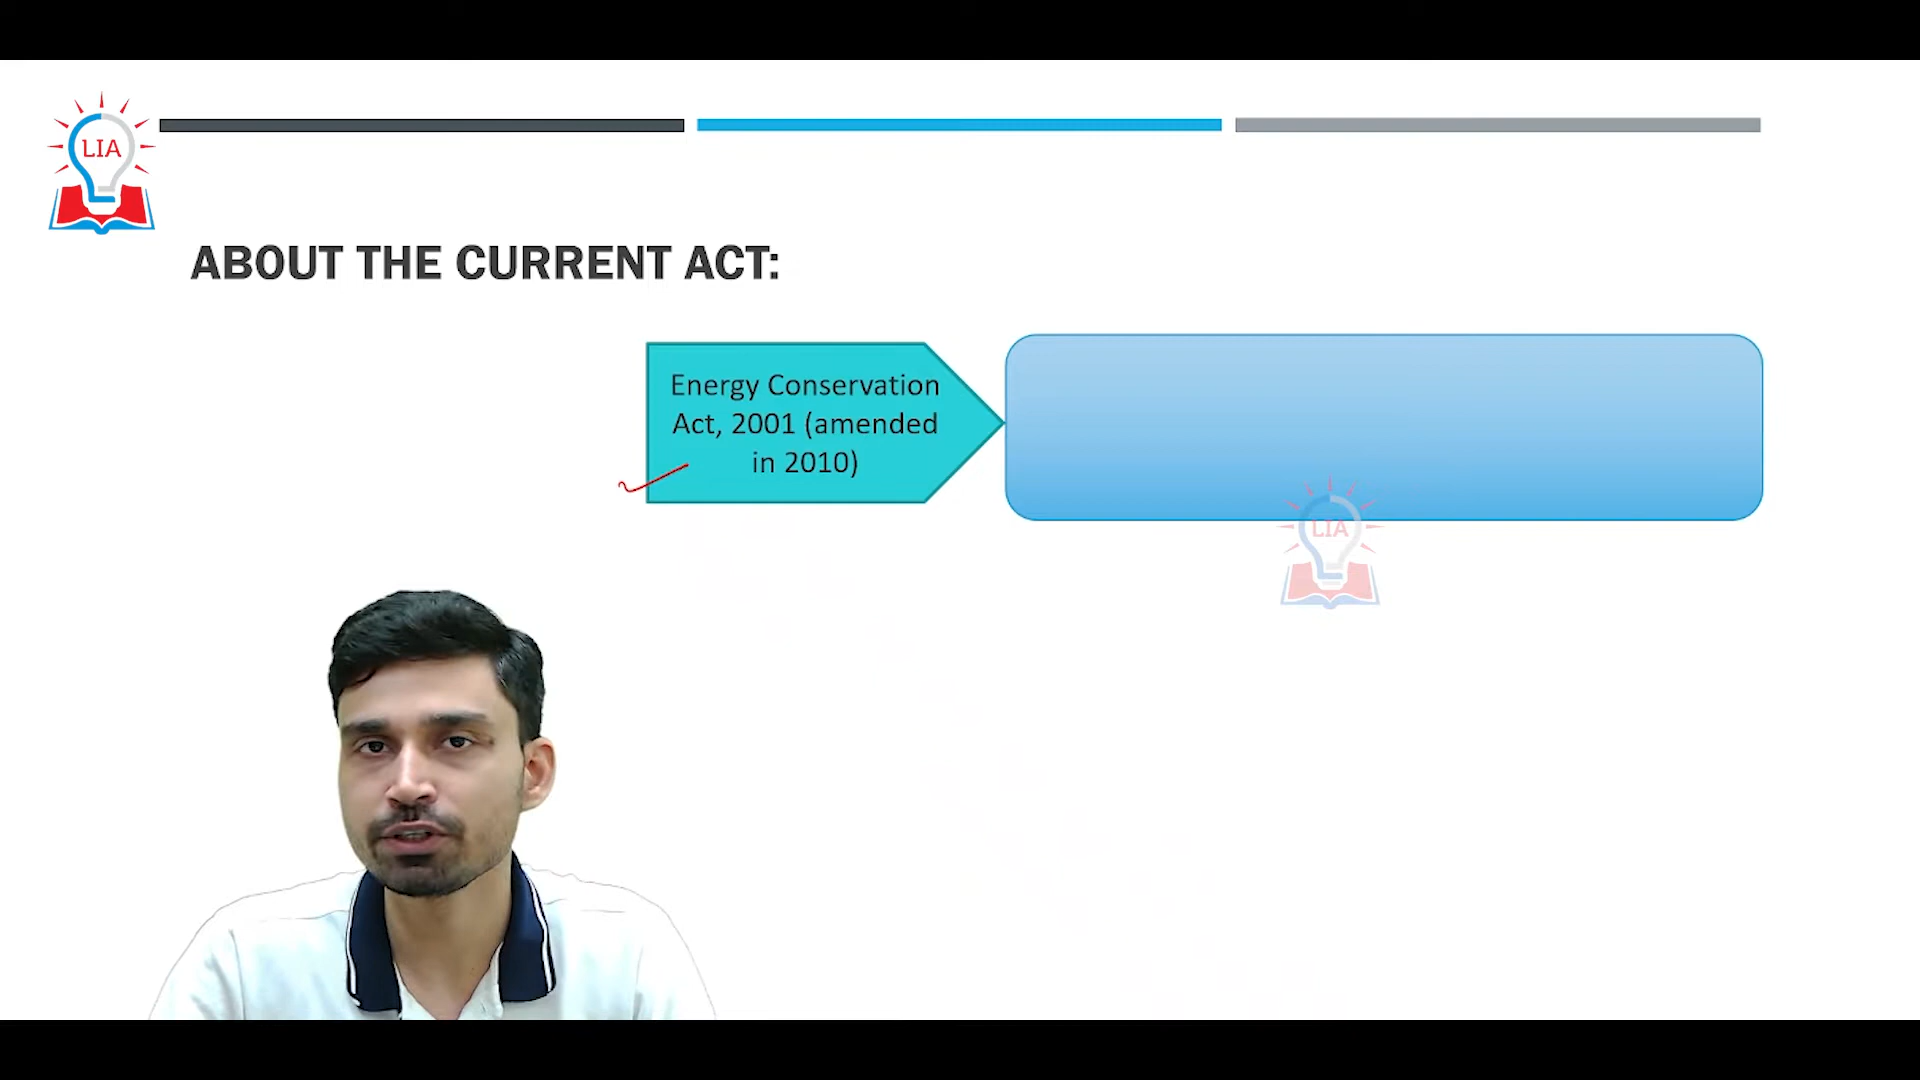 LIA
ABOUT THE CURRENT ACT:
Energy Conservation
Act, 2001 (amended
in 2010)
LIA